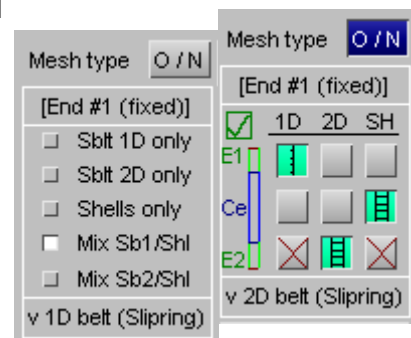 Mesh type O / N
[End #1 (fixed)]
Sblt 1D only
Sblt 2D only
Shells only
Mix Sb1/Shl
Mix Sb2/Shl
v 1D belt (Slipring)
Mesh type O / N
[End #1 (fixed)]
1D 2D SH
E1
Ce
E2
v 2D belt (Slipring)